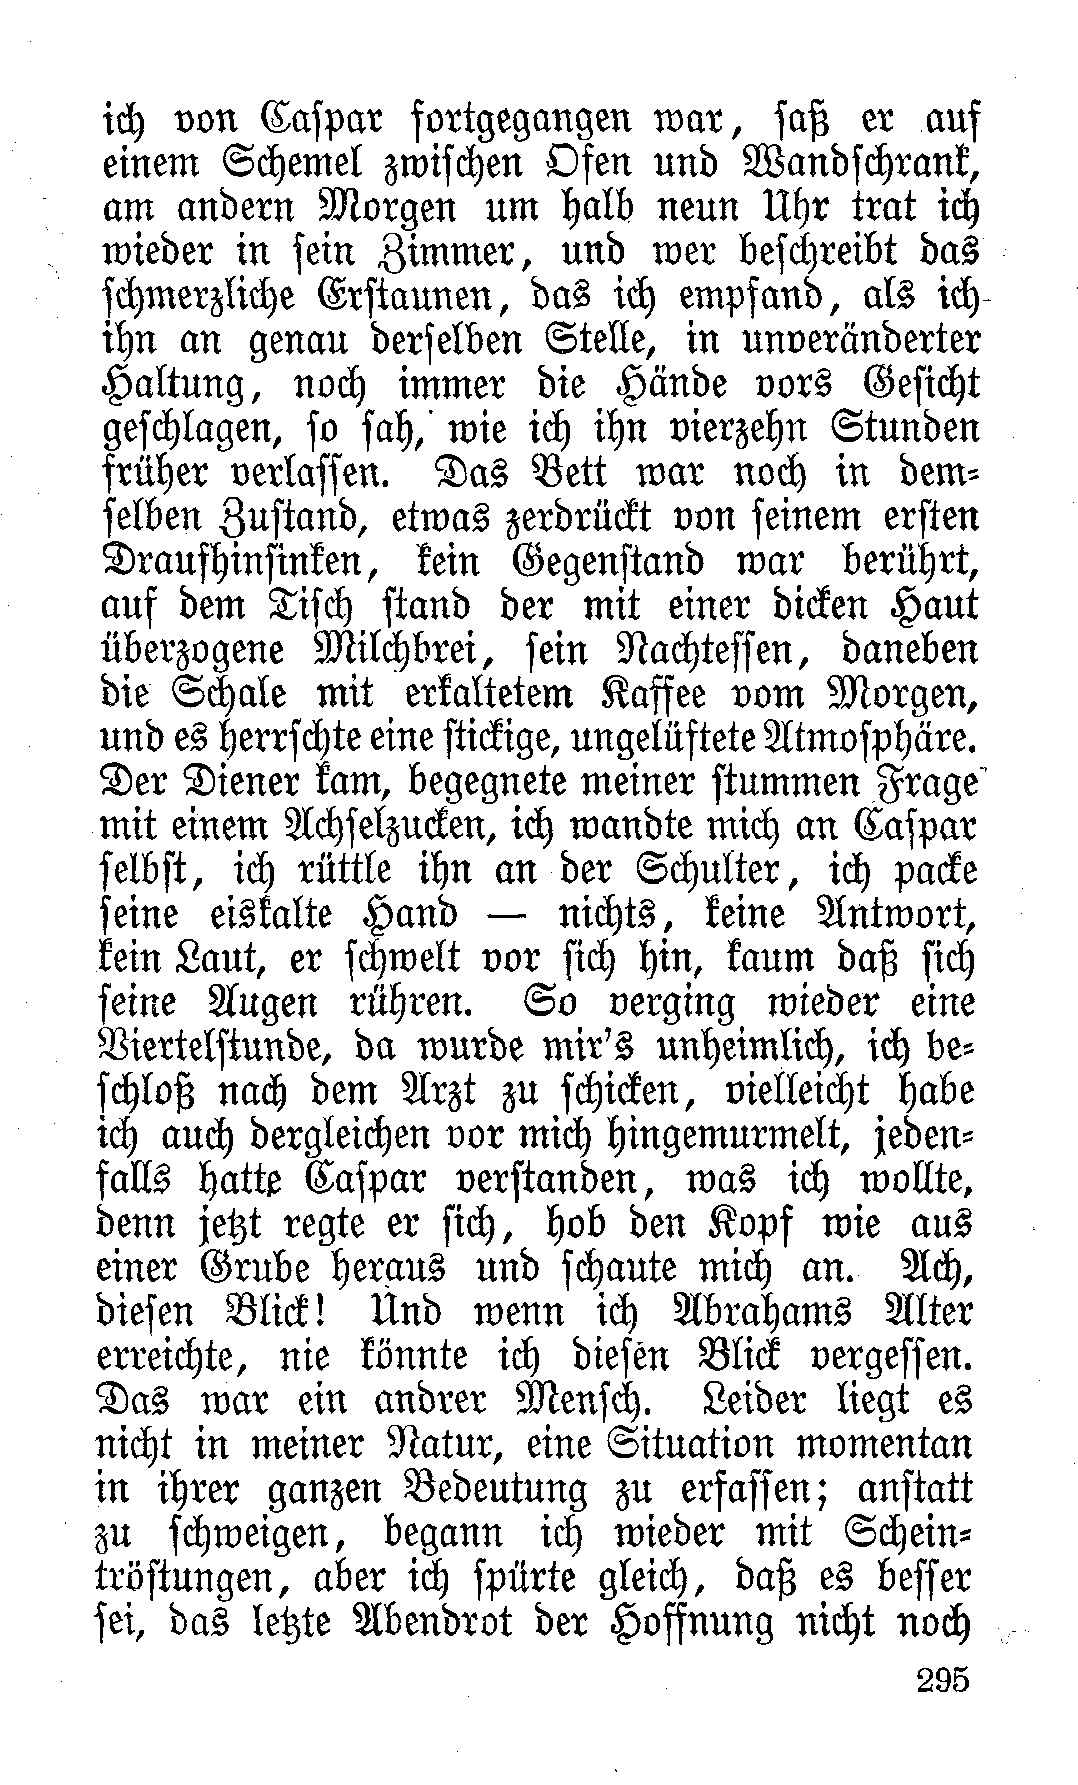 ich von Caspar fortgegangen war, saß er auf
einem Schemel zwischen Ofen und Wandschrank,
am andern Morgen um halb neun Uhr trat ich
wieder in sein Zimmer, und wer beschreibt das
schmerzliche Erstaunen, das ich empfand, als ich
ihn an genau derselben Stelle, in unveränderter
Haltung, noch immer die Hände vors Gesicht
geschlagen, so sah, wie ich ihn vierzehn Stunden
früher verlassen. Das Bett war noch in dem-
selben Zustand, etwas zerdrückt von seinem ersten
Draufhinsinken, kein Gegenstand war berührt,
auf dem Tisch stand der mit einer dicken Haut
überzogene Milchbrei, sein Nachtessen, daneben
die Schale mit erkaltetem Kaffee vom Morgen,
und es herrschte eine stickige, ungelüftete Atmosphäre.
Der Diener kam, begegnete meiner stummen Frage
mit einem Achselzucken, ich wandte mich an Caspar
selbst, ich rüttle ihn an der Schulter, ich packe
seine eiskalte Hand — nichts, keine Antwort,
kein Laut, er schwelt vor sich hin, kaum daß sich
seine Augen rühren. So verging wieder eine
Viertelstunde, da wurde mir's unheimlich, ich be-
schloß nach dem Arzt zu schicken, vielleicht habe
ich auch dergleichen vor mich hingemurmelt, jeden-
falls hatte Caspar verstanden, was ich wollte,
denn jetzt regte er sich, hob den Kopf wie aus
einer Grube heraus und schaute mich an. Ach,
diesen Blick! Und wenn ich Abrahams Alter
erreichte, nie könnte ich diesen Blick vergessen.
Das war ein andrer Mensch. Leider liegt es
nicht in meiner Natur, eine Situation momentan
in ihrer ganzen Bedeutung zu erfassen; anstatt
zu schweigen, begann ich wieder mit Schein-
tröstungen, aber ich spürte gleich, daß es besser
sei, das letzte Abendrot der Hoffnung nicht noch
295